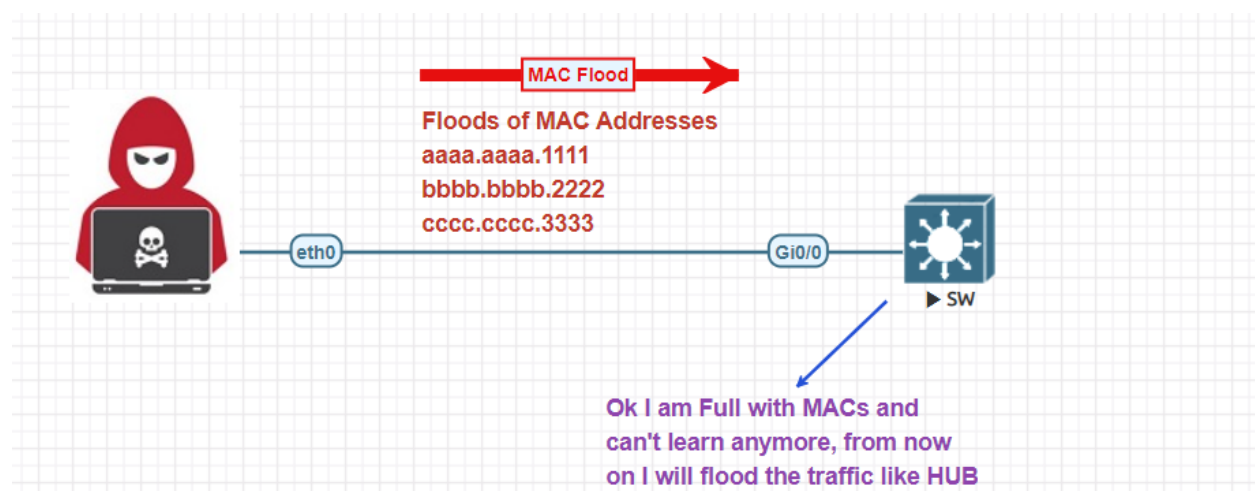 MAC Flood
Floods of MAC Addresses
aaaa.aaaa.1111
bbbb.bbbb.2222
cccc.cccc.3333
eth0
Gi0/0
SW
Ok I am Full with MACs and
can't learn anymore, from now
on I will flood the traffic like HUB